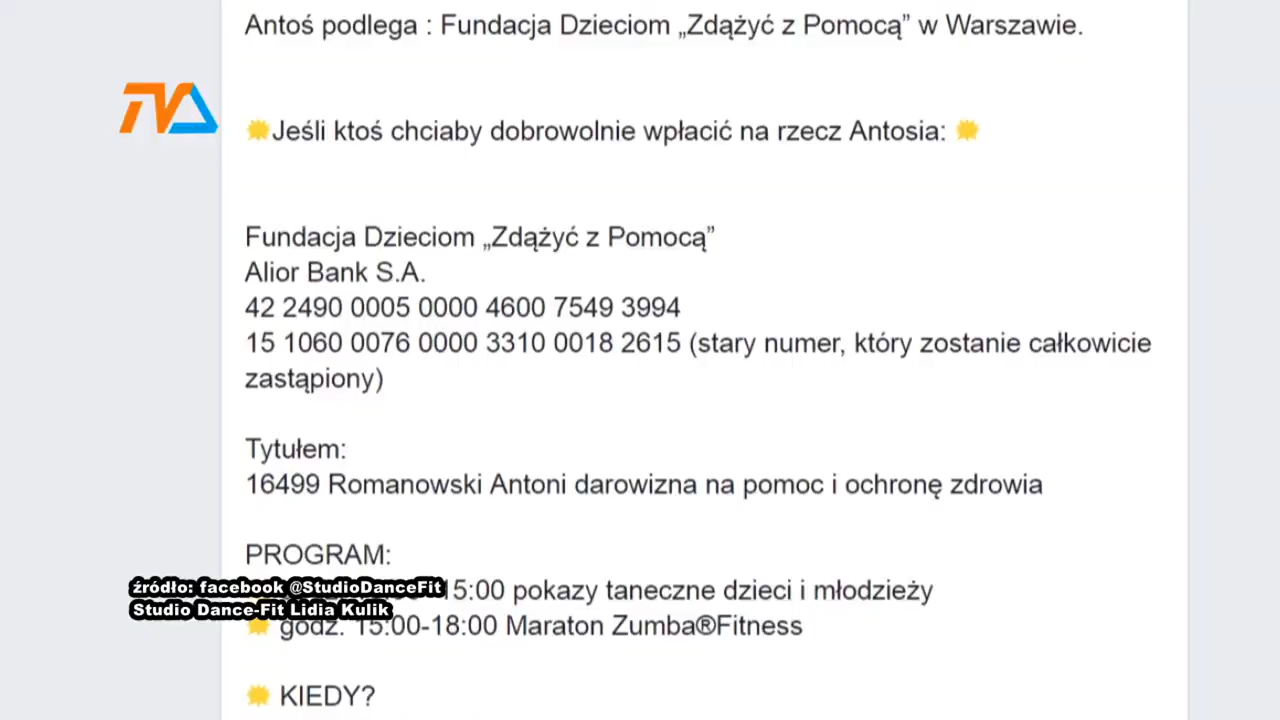 Antoś podlega : Fundacja Dzieciom „Zdążyć z Pomocą” w Warszawie.
TVA
Jeśli ktoś chciaby dobrowolnie wpłacić na rzecz Antosia:
Fundacja Dzieciom „Zdążyć z Pomocą”
Alior Bank S.A.
42 2490 0005 0000 4600 7549 3994
15 1060 0076 0000 3310 0018 2615 (stary numer, który zostanie całkowicie
zastąpiony)
Tytułem:
16499 Romanowski Antoni darowizna na pomoc i ochronę zdrowia
PROGRAM:
źródło: facebook @StudioDanceFit
15:00 pokazy taneczne dzieci i młodzieży
Studio Dance-Fit Lidia Kulik
godz. 15:00-18:00 Maraton Zumba®Fitness
KIEDY?